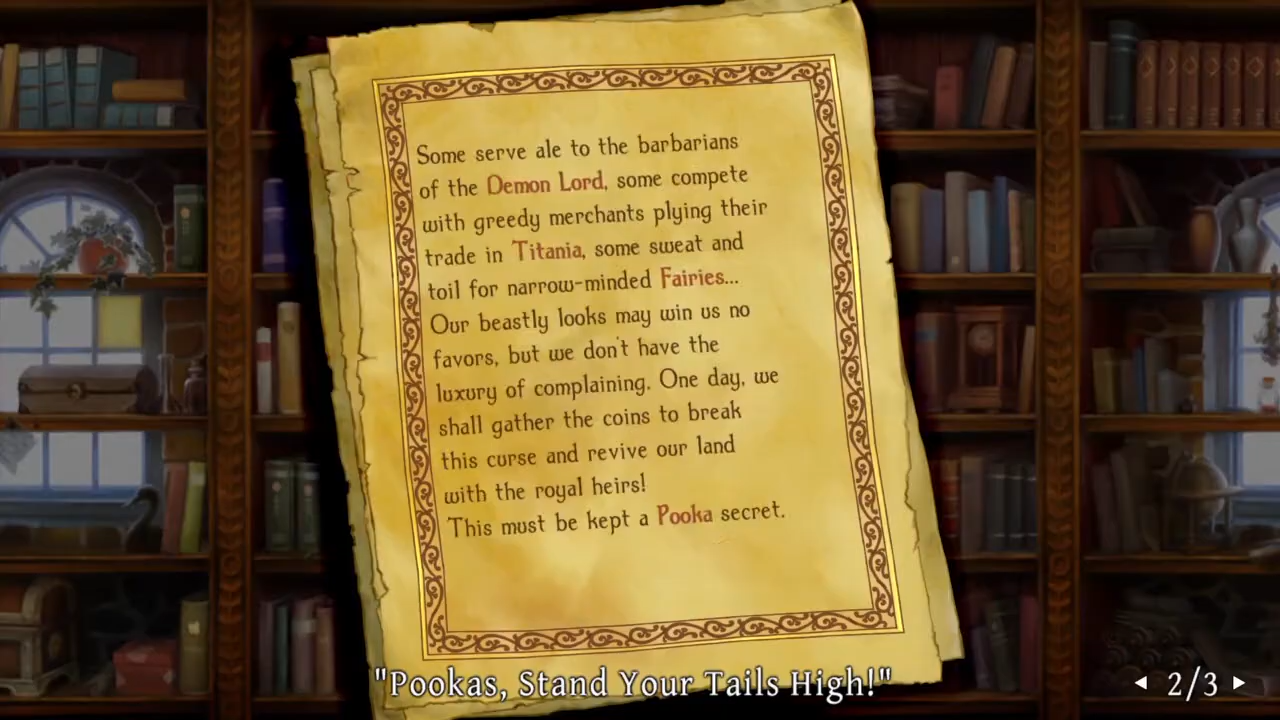 Some serve ale to the barbarians
of the Demon Lord, some compete
with greedy merchants plying their
trade in Titania, some sweat and
toil for narrow-minded Fairies...
Our beastly looks may win us no
favors, but we don't have the
luxury of complaining. One day, we
shall gather the coins to break
this curse and revive our land
with the royal heirs!
This must be kept a Pooka secret.
"Pookas, Stand Your Tails High!"
2/3